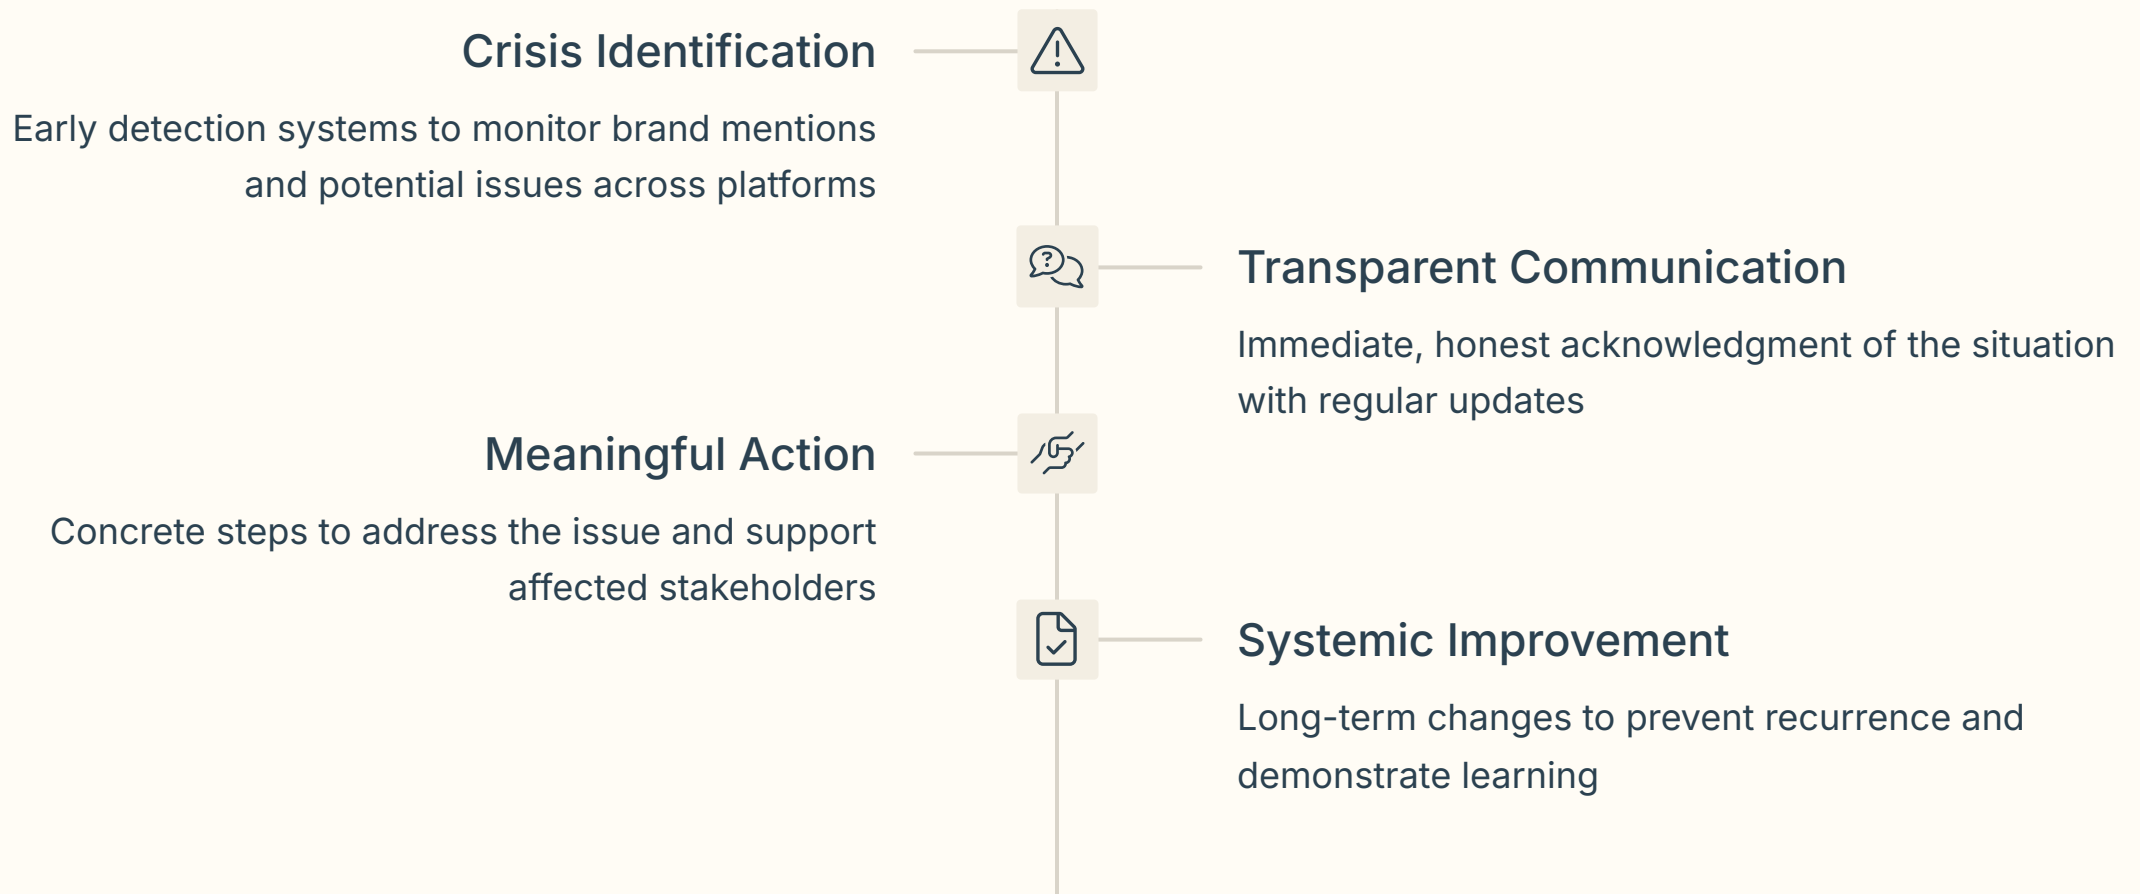 Crisis Identification
Early detection systems to monitor brand mentions
and potential issues across platforms
Transparent Communication
Immediate, honest acknowledgment of the situation
with regular updates
Meaningful Action
Concrete steps to address the issue and support
affected stakeholders
Systemic Improvement
Long-term changes to prevent recurrence and
demonstrate learning